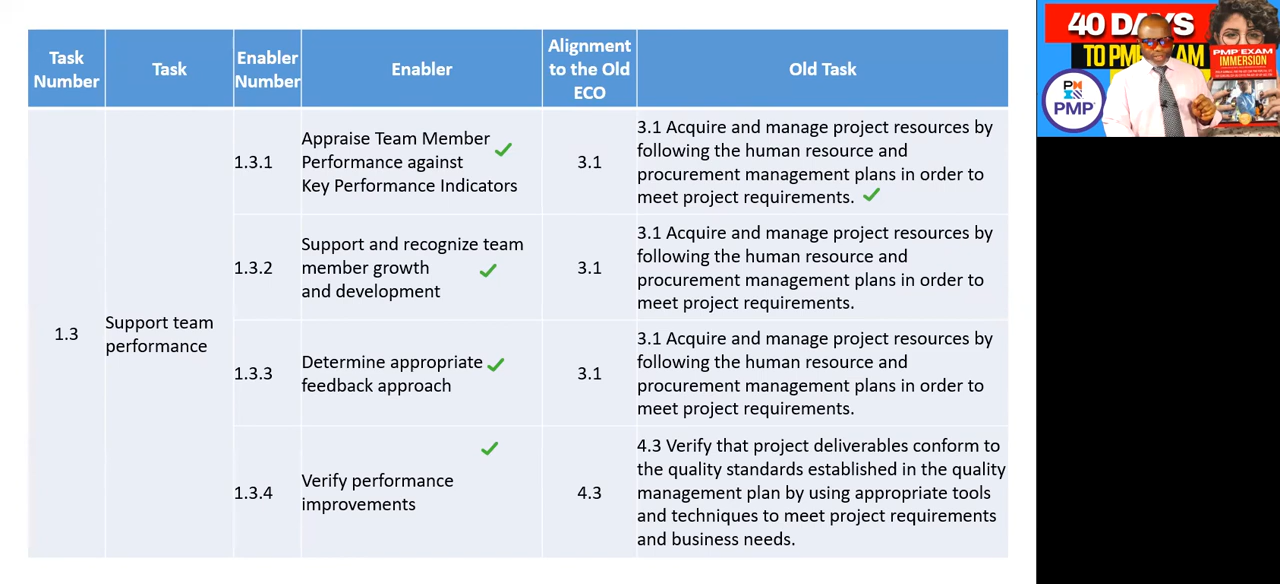 Task Number
Task
Enabler Number
Enabler
Alignment to the Old ECO
Old Task
1.3
Support team
performance
1.3.1
Appraise Team Member
Performance against
Key Performance Indicators
3.1
3.1 Acquire and manage project resources by
following the human resource and
procurement management plans in order to
meet project requirements.
1.3.2
Support and recognize team
member growth
and development
3.1
3.1 Acquire and manage project resources by
following the human resource and
procurement management plans in order to
meet project requirements.
1.3.3
Determine appropriate
feedback approach
3.1
3.1 Acquire and manage project resources by
following the human resource and
procurement management plans in order to
meet project requirements.
1.3.4
Verify performance
improvements
4.3
4.3 Verify that project deliverables conform to
the quality standards established in the quality
management plan by using appropriate tools
and techniques to meet project requirements
and business needs.
40 DAYS
TO PMP EXAM
PMP EXAM
IMMERSION
PMP